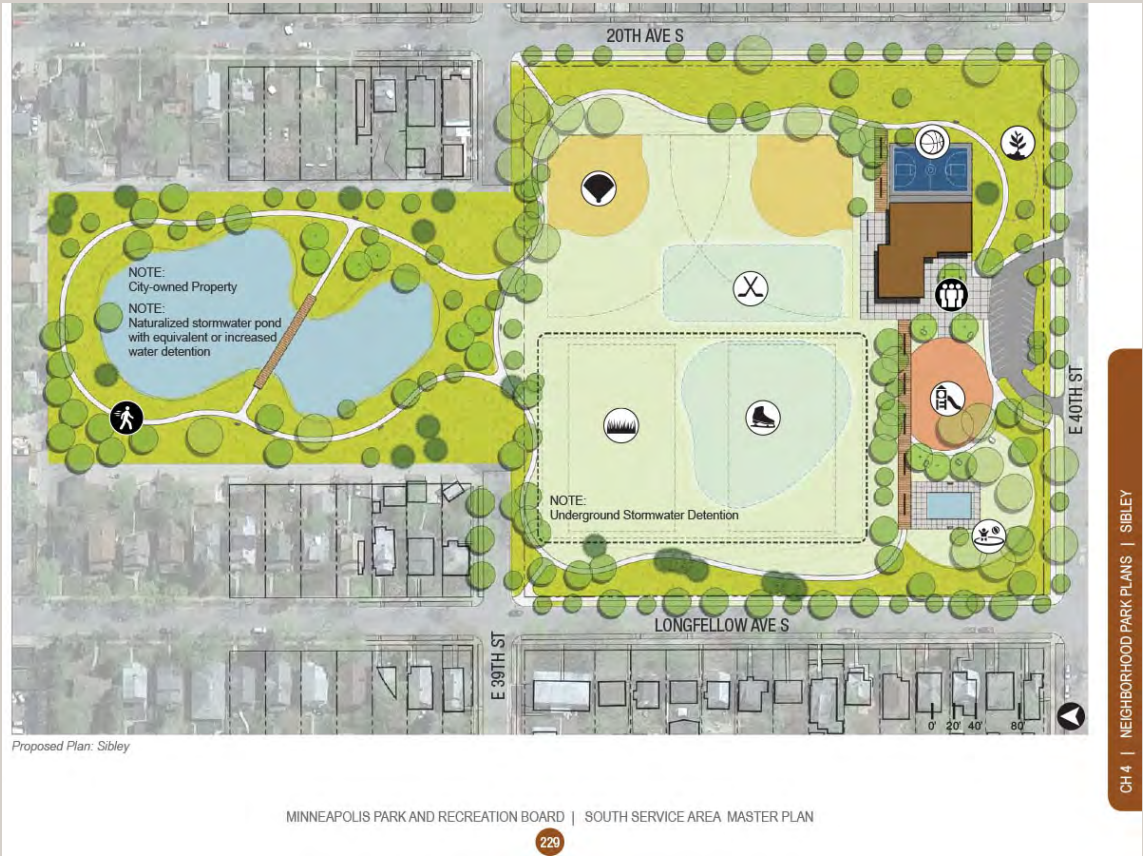 20TH AVE S
NOTE:
City-owned Property
NOTE:
Naturalized stormwater pond
with equivalent or increased
water detention
E 40TH ST
NOTE:
Underground Stormwater Detention
LONGFELLOW AVE S
E 39TH ST
0' 20' 40' 80'
Proposed Plan: Sibley
CH 4 | NEIGHBORHOOD PARK PLANS | SIBLEY
MINNEAPOLIS PARK AND RECREATION BOARD | SOUTH SERVICE AREA MASTER PLAN
229